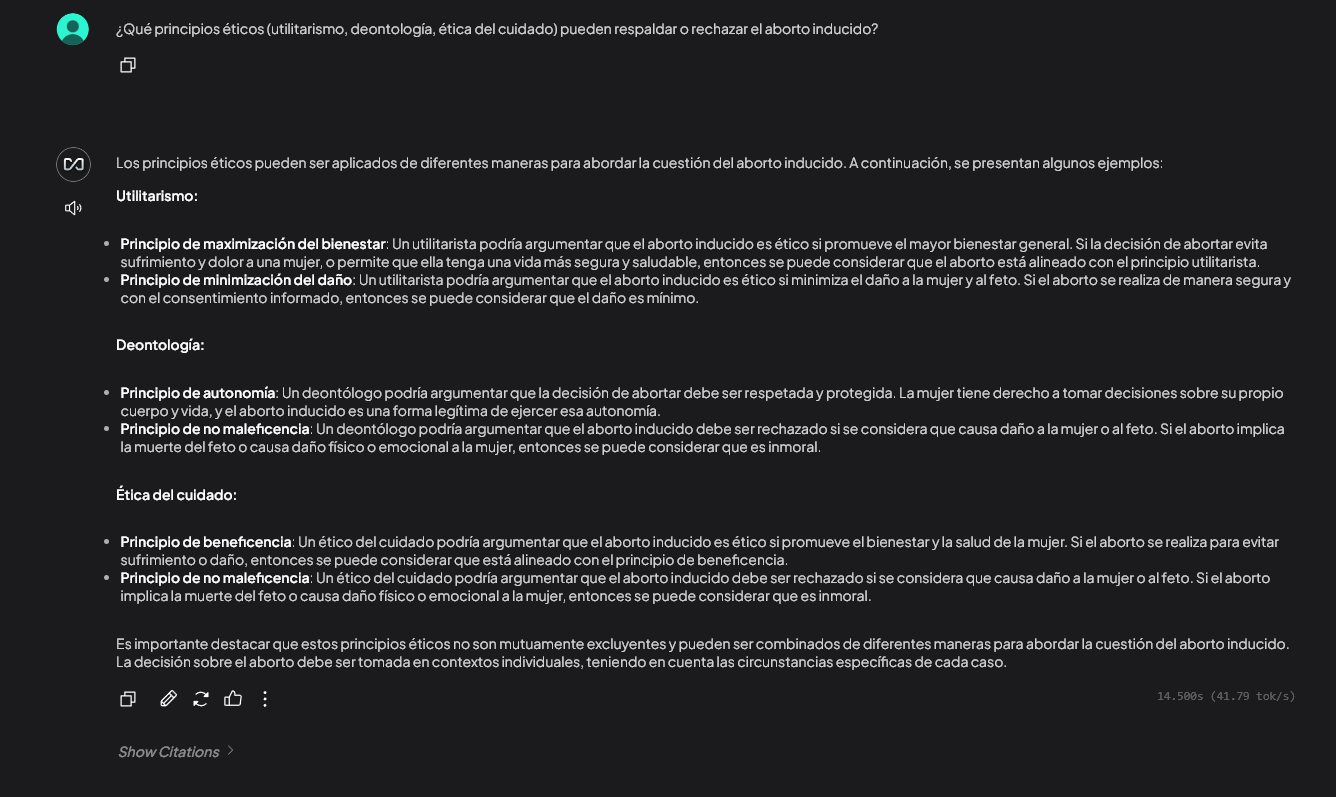 ¿Qué principios éticos (utilitarismo, deontología, ética del cuidado) pueden respaldar o rechazar el aborto inducido?
Los principios éticos pueden ser aplicados de diferentes maneras para abordar la cuestión del aborto inducido. A continuación, se presentan algunos ejemplos:
Utilitarismo:
Principio de maximización del bienestar: Un utilitarista podría argumentar que el aborto inducido es ético si promueve el mayor bienestar general. Si la decisión de abortar evita
sufrimiento y dolor a una mujer, o permite que ella tenga una vida más segura y saludable, entonces se puede considerar que el aborto está alineado con el principio utilitarista.
Principio de minimización del daño: Un utilitarista podría argumentar que el aborto inducido es ético si minimiza el daño a la mujer y al feto. Si el aborto se realiza de manera segura y
con el consentimiento informado, entonces se puede considerar que el daño es mínimo.
Deontología:
Principio de autonomía: Un deontólogo podría argumentar que la decisión de abortar debe ser respetada y protegida. La mujer tiene derecho a tomar decisiones sobre su propio
cuerpo y vida, y el aborto inducido es una forma legítima de ejercer esa autonomía.
Principio de no maleficencia: Un deontólogo podría argumentar que el aborto inducido debe ser rechazado si se considera que causa daño a la mujer o al feto. Si el aborto implica
la muerte del feto o causa daño físico o emocional a la mujer, entonces se puede considerar que es inmoral.
Ética del cuidado:
Principio de beneficencia: Un ético del cuidado podría argumentar que el aborto inducido es ético si promueve el bienestar y la salud de la mujer. Si el aborto se realiza para evitar
sufrimiento o daño, entonces se puede considerar que está alineado con el principio de beneficencia.
Principio de no maleficencia: Un ético del cuidado podría argumentar que el aborto inducido debe ser rechazado si se considera que causa daño a la mujer o al feto. Si el aborto
implica la muerte del feto o causa daño físico o emocional a la mujer, entonces se puede considerar que es inmoral.
Es importante destacar que estos principios éticos no son mutuamente excluyentes y pueden ser combinados de diferentes maneras para abordar la cuestión del aborto inducido.
La decisión sobre el aborto debe ser tomada en contextos individuales, teniendo en cuenta las circunstancias específicas de cada caso.
14.500s (41.79 tok/s)
Show Citations